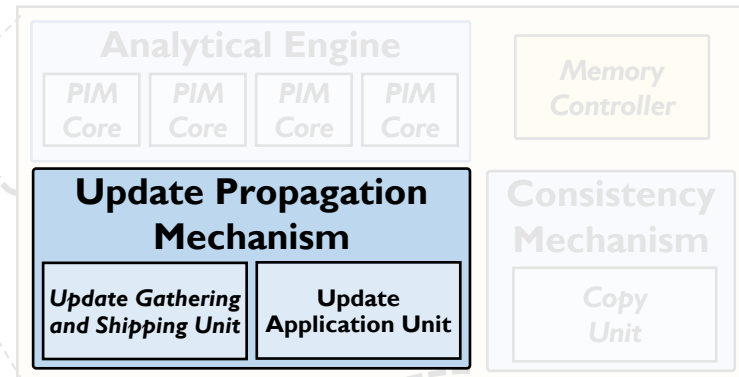 Analytical Engine
PIM PIM PIM PIM
Core Core Core Core
Memory
Controller
Update Propagation
Mechanism
Update Gathering
and Shipping Unit
Update
Application Unit
Consistency
Mechanism
Copy
Unit